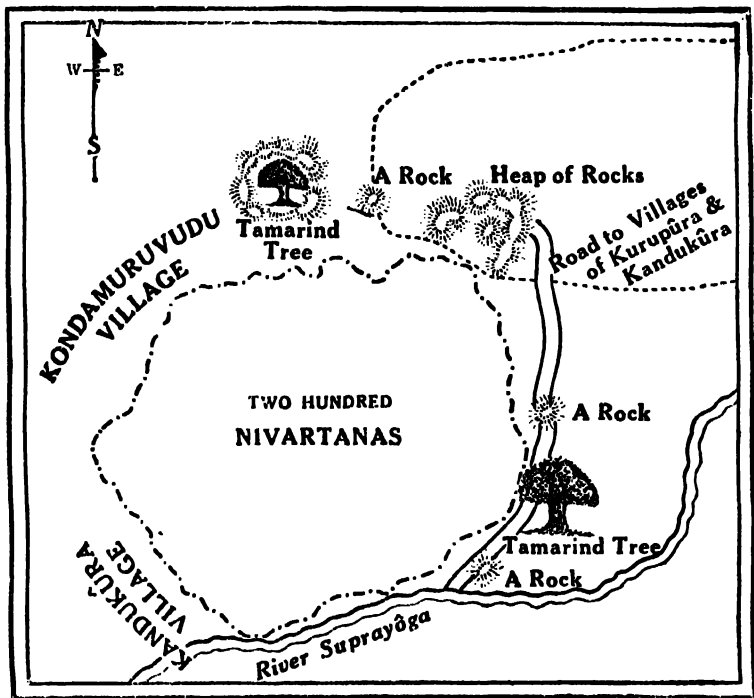 N
W E
S
A Rock
Heap of Rocks
Tamarind
Tree
Road to Villages
of Kurupûra &
Kandukûra
KONDAMURUVUDU
VILLAGE
TWO HUNDRED
NIVARTANAS
A Rock
Tamarind Tree
A Rock
KANDUKÛRA
VILLAGE
River Suprayôga